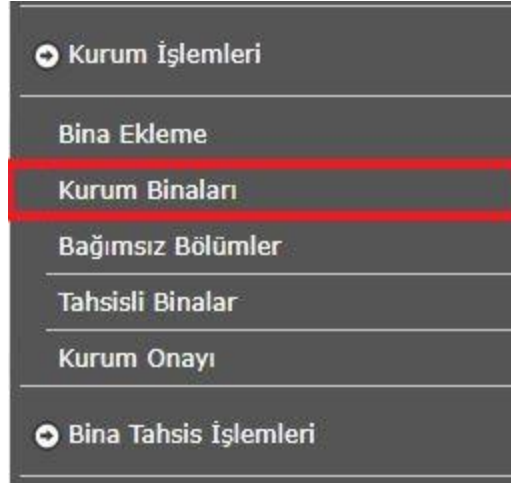 Kurum İşlemleri
Bina Ekleme
Kurum Binaları
Bağımsız Bölümler
Tahsisli Binalar
Kurum Onayı
Bina Tahsis İşlemleri